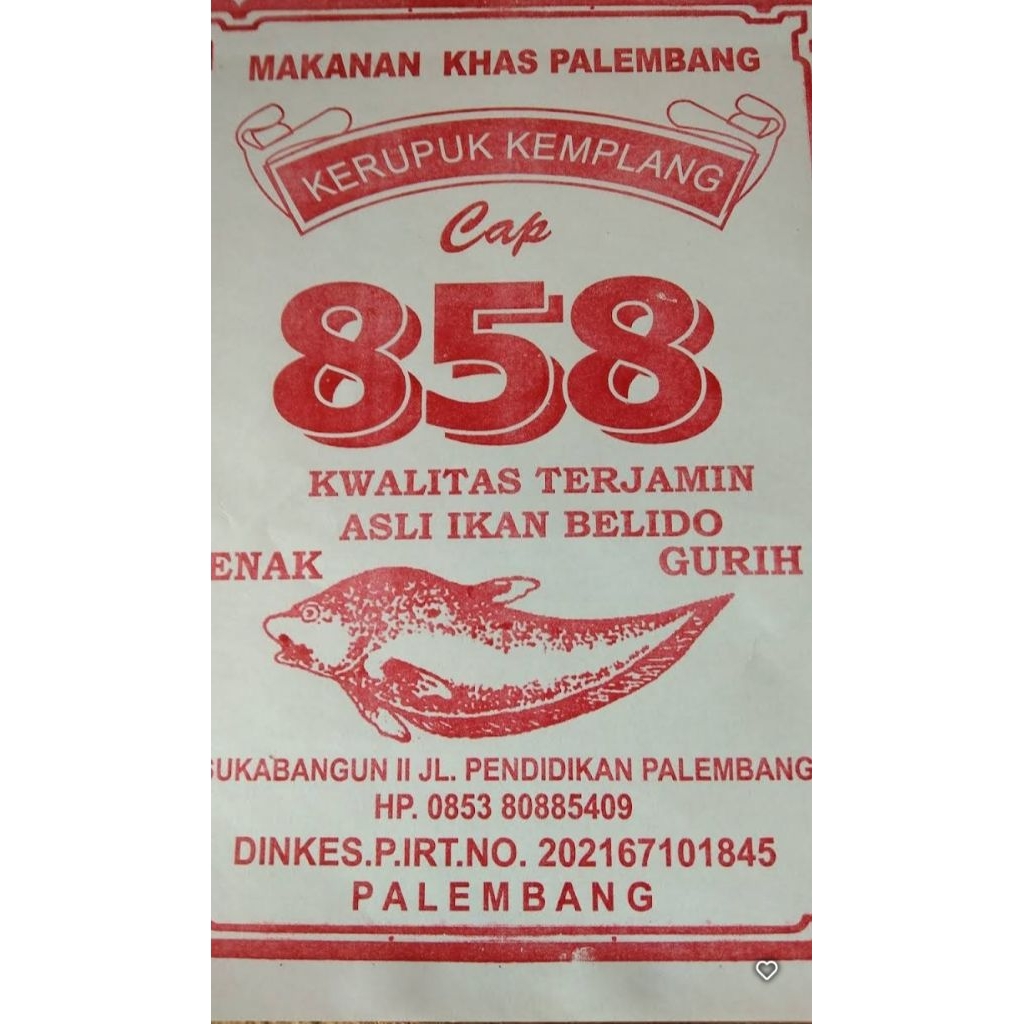 MAKANAN KHAS PALEMBANG
KERUPUK KEMPLANG
Cap
858
KWALITAS TERJAMIN
ASLI IKAN BELIDO
ENAK GURIH
SUKABANGUN II JL. PENDIDIKAN PALEMBANG
HP. 0853 80885409
DINKES.P.IRT.NO. 202167101845
PALEMBANG